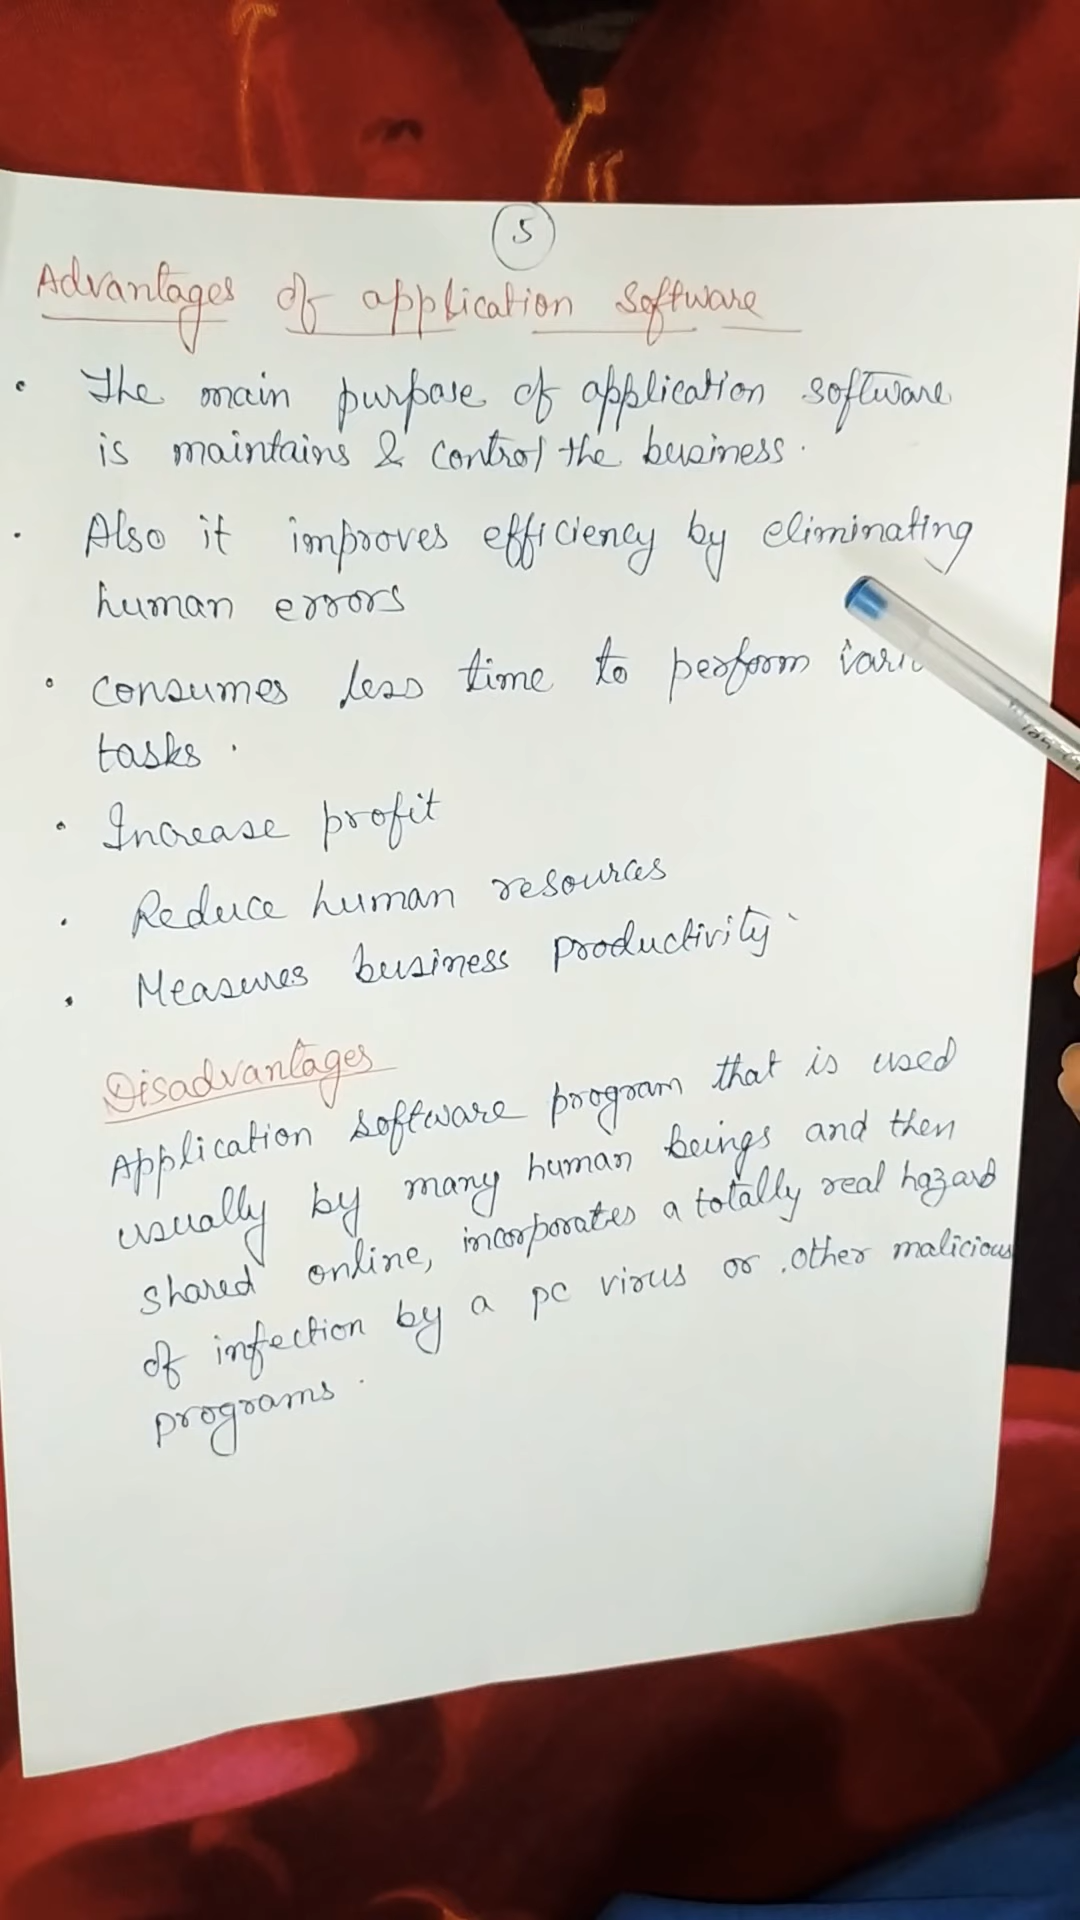 5
Advantages of application software
• The main purpose of application software
is maintains & control the business.
• Also it improves efficiency by eliminating
human errors
• consumes less time to perform
tasks.
• Increase profit
• Reduce human resources
• Measures business productivity.
Disadvantages
Application software program that is used
usually by many human beings and then
shared online, incorporates a totally real hazard
of infection by a pc virus or other malicious
programs.